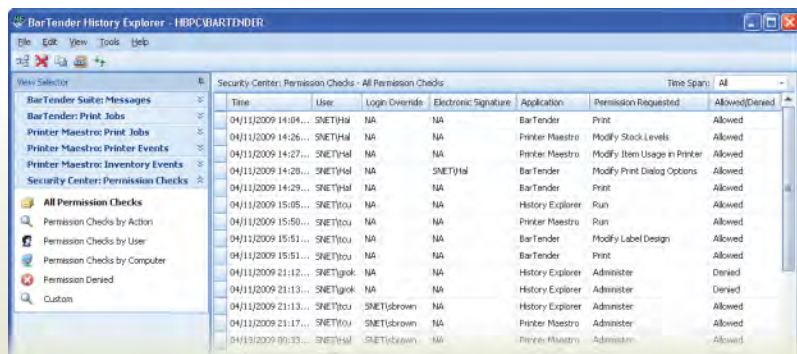 BarTender History Explorer - HBPC\BARTENDER
File Edit View Tools Help
View Selector
BarTender Suite: Messages
BarTender: Print Jobs
Printer Maestro: Print Jobs
Printer Maestro: Printer Events
Printer Maestro: Inventory Events
Security Center: Permission Checks
All Permission Checks
Permission Checks by Action
Permission Checks by User
Permission Checks by Computer
Permission Denied
Custom
Security Center: Permission Checks - All Permission Checks Time Span: All
Time User Login Override Electronic Signature Application Permission Requested Allowed/Denied
04/11/2009 14:04... SNET\Hal NA NA BarTender Print Allowed
04/11/2009 14:26... SNET\Hal NA NA Printer Maestro Modify Stock Levels Allowed
04/11/2009 14:27... SNET\Hal NA NA Printer Maestro Modify Item Usage in Printer Allowed
04/11/2009 14:28... SNET\Hal NA SNET\Hal BarTender Modify Print Dialog Options Allowed
04/11/2009 14:29... SNET\Hal NA NA BarTender Print Allowed
04/11/2009 15:05... SNET\tcu NA NA History Explorer Run Allowed
04/11/2009 15:50... SNET\tcu NA NA Printer Maestro Run Allowed
04/11/2009 15:51... SNET\tcu NA NA BarTender Modify Label Design Allowed
04/11/2009 15:51... SNET\tcu NA NA BarTender Print Allowed
04/11/2009 21:12... SNET\grok NA NA History Explorer Administer Denied
04/11/2009 21:13... SNET\grok NA NA History Explorer Administer Denied
04/11/2009 21:13... SNET\tcu SNET\sbrown NA History Explorer Administer Allowed
04/11/2009 21:17... SNET\tcu SNET\sbrown NA Printer Maestro Administer Allowed
SNET\Hal SNET\sbrown NA Printer Maestro Administer Allowed